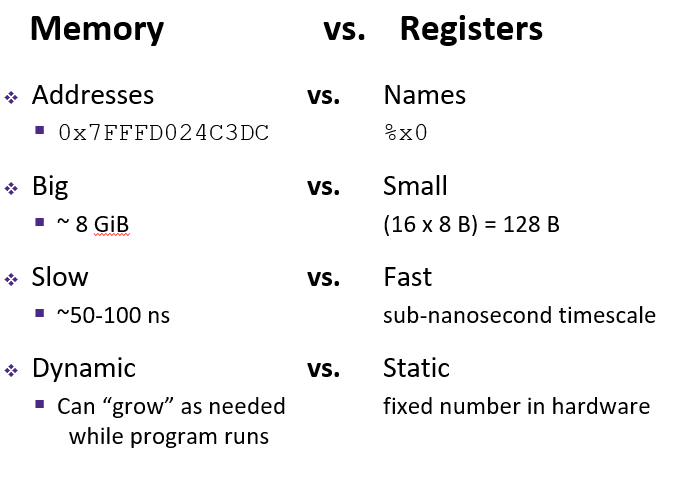 Memory vs. Registers
Addresses vs. Names
0x7FFFD024C3DC %x0
Big vs. Small
~ 8 GiB (16 x 8 B) = 128 B
Slow vs. Fast
~50-100 ns sub-nanosecond timescale
Dynamic vs. Static
Can “grow” as needed fixed number in hardware
while program runs